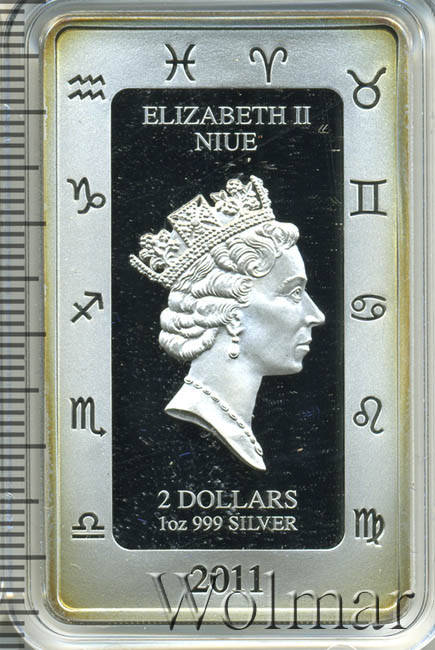 ELIZABETH II
NIUE
2 DOLLARS
1oz 999 SILVER
2011
Wolmar